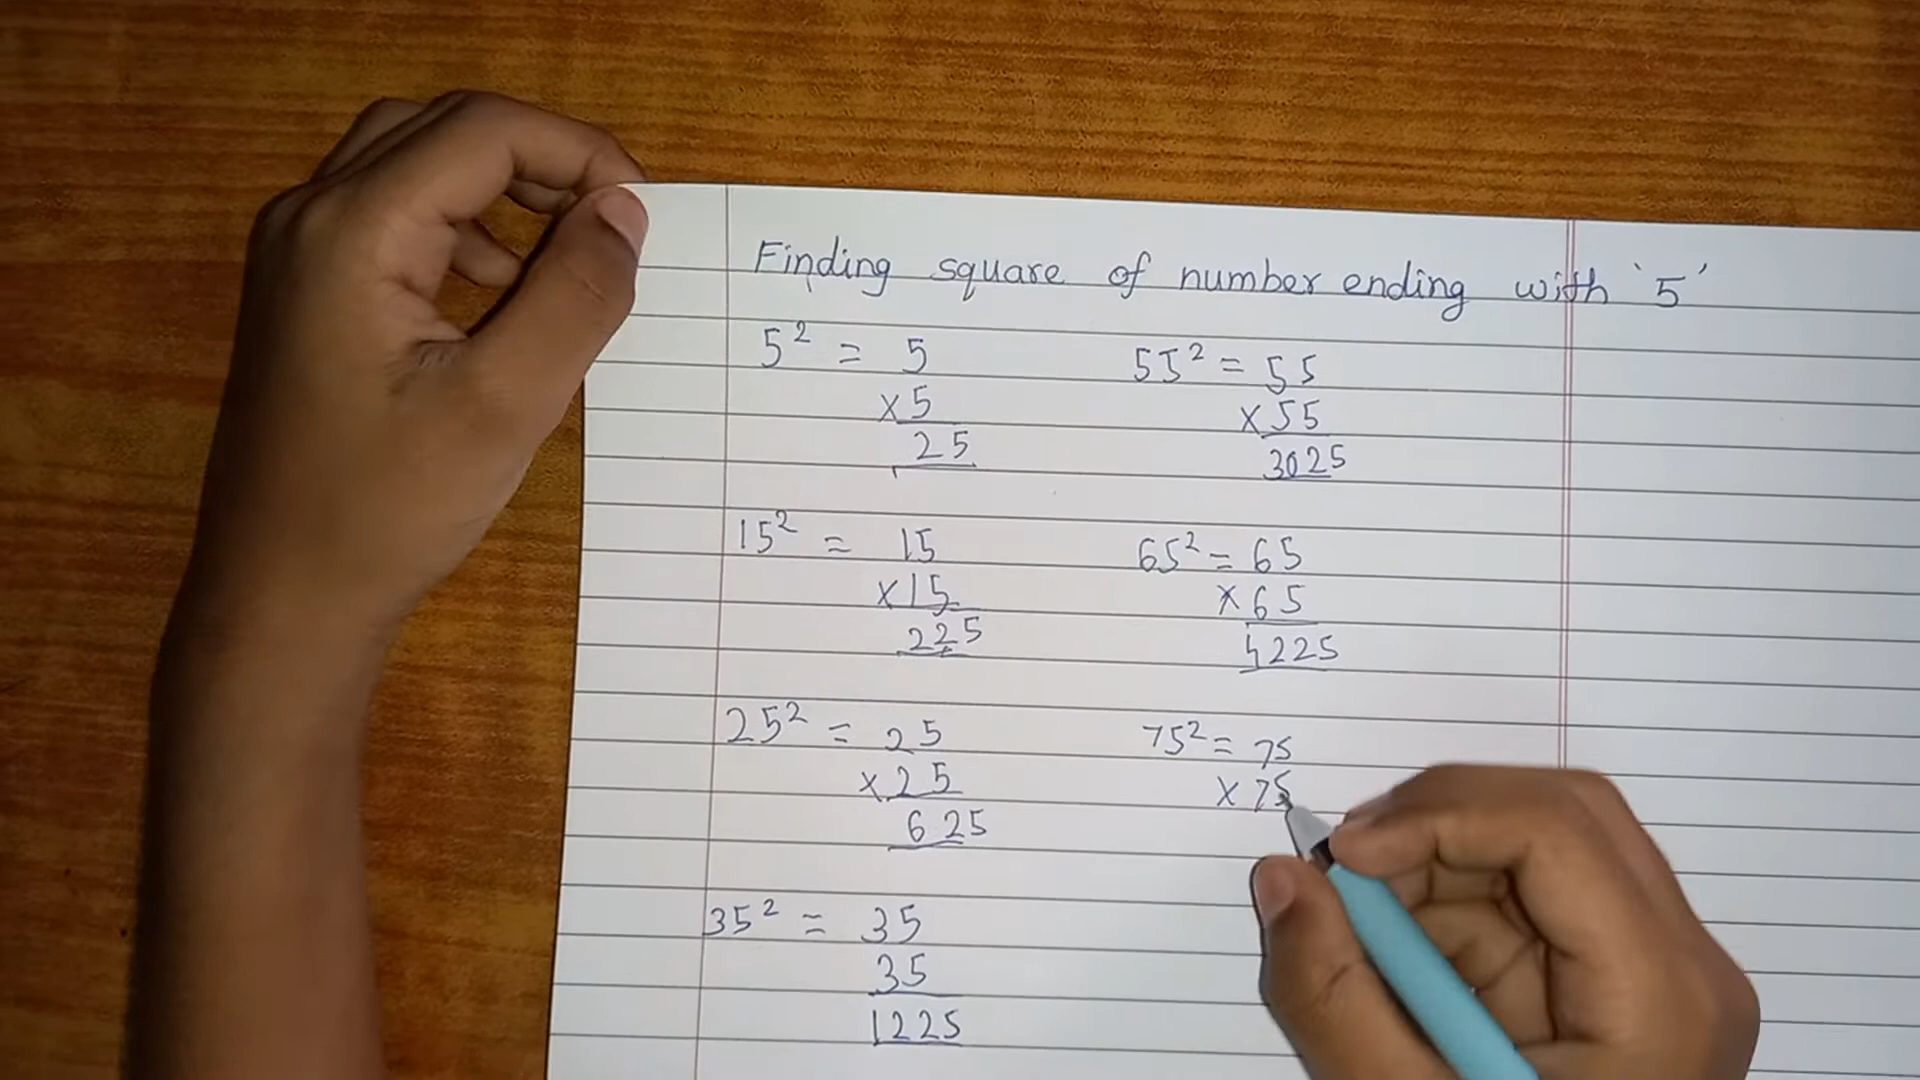 Finding square of number ending with '5'
5² = 5
×5
25
15² = 15
×15
225
25² = 25
×25
625
35² = 35
35
1225
55² = 55
×55
3025
65² = 65
×65
4225
75² = 75
×75